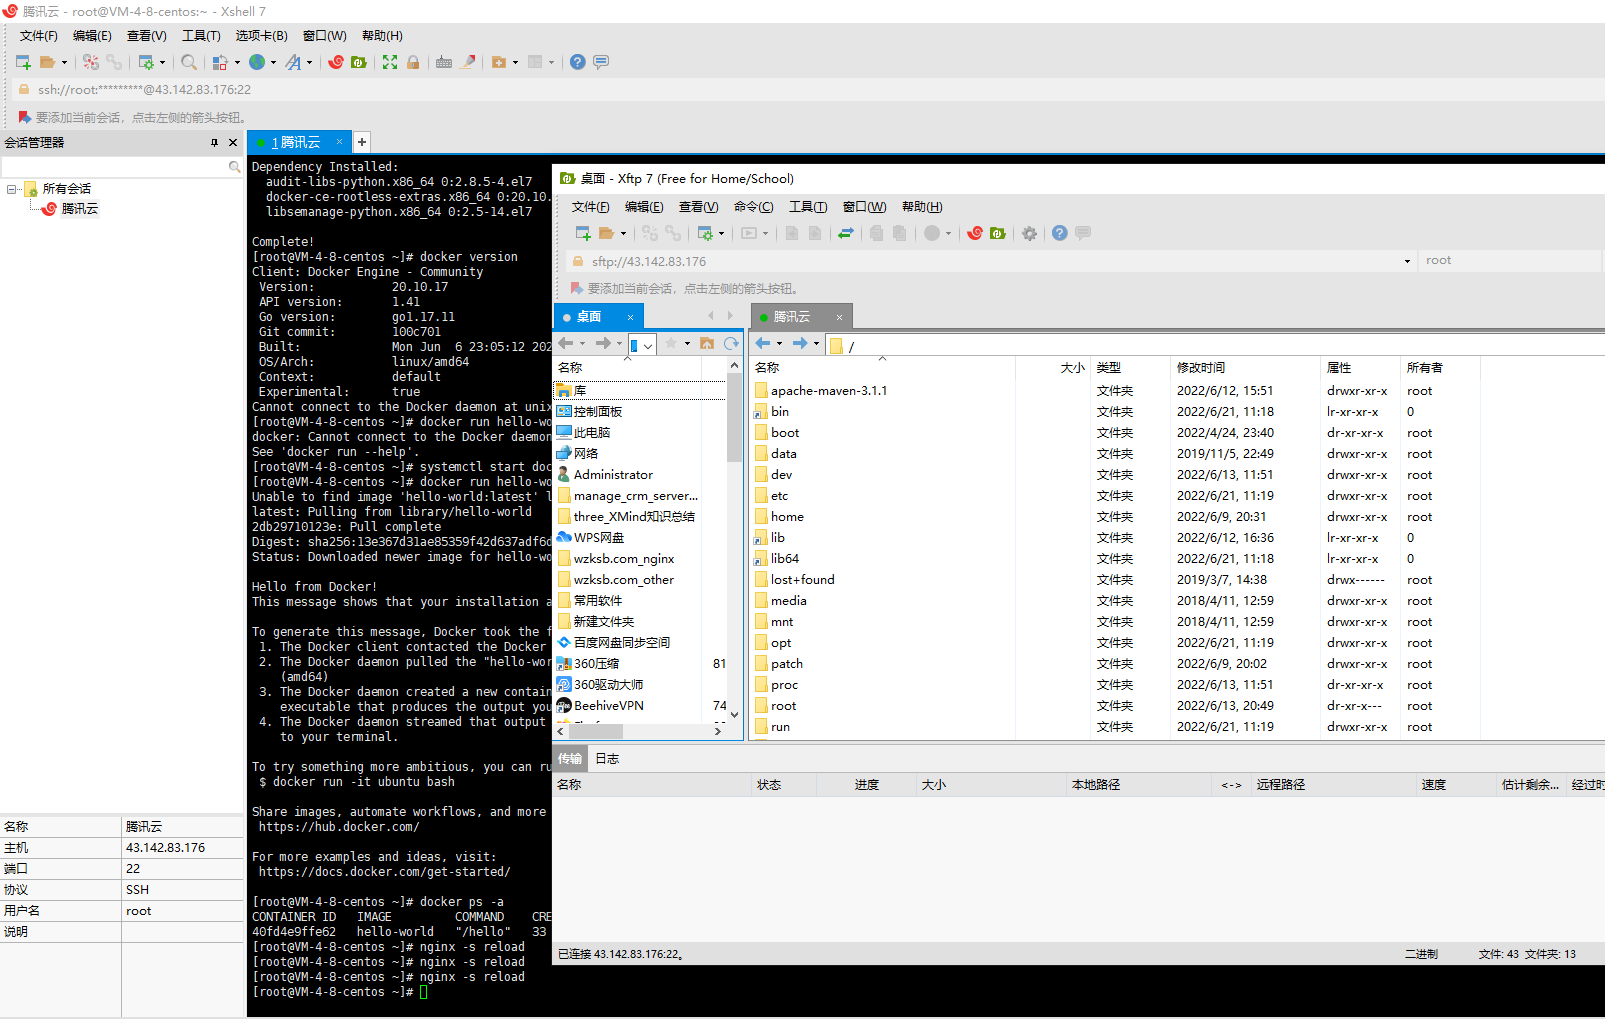 腾讯云 - root@VM-4-8-centos:~ - Xshell 7
文件(F) 编辑(E) 查看(V) 工具(T) 选项卡(B) 窗口(W) 帮助(H)
ssh://root:*********@43.142.83.176:22
要添加当前会话，点击左侧的箭头按钮。
会话管理器
所有会话
腾讯云
名称 腾讯云
主机 43.142.83.176
端口 22
协议 SSH
用户名 root
说明
1 腾讯云
Dependency Installed:
audit-libs-python.x86_64 0:2.8.5-4.el7
docker-ce-rootless-extras.x86_64 0:20.10.
libsemanage-python.x86_64 0:2.5-14.el7
Complete!
[root@VM-4-8-centos ~]# docker version
Client: Docker Engine - Community
Version: 20.10.17
API version: 1.41
Go version: go1.17.11
Git commit: 100c701
Built: Mon Jun  6 23:05:12 202
OS/Arch: linux/amd64
Context: default
Experimental: true
Cannot connect to the Docker daemon at unix
[root@VM-4-8-centos ~]# docker run hello-wo
docker: Cannot connect to the Docker daemon
See 'docker run --help'.
[root@VM-4-8-centos ~]# systemctl start doc
[root@VM-4-8-centos ~]# docker run hello-wo
Unable to find image 'hello-world:latest' l
latest: Pulling from library/hello-world
2db29710123e: Pull complete
Digest: sha256:13e367d31ae85359f42d637adf6d
Status: Downloaded newer image for hello-wo
Hello from Docker!
This message shows that your installation a
To generate this message, Docker took the f
1. The Docker client contacted the Docker
2. The Docker daemon pulled the "hello-wor
(amd64)
3. The Docker daemon created a new contain
executable that produces the output you
4. The Docker daemon streamed that output
to your terminal.
To try something more ambitious, you can ru
$ docker run -it ubuntu bash
Share images, automate workflows, and more
https://hub.docker.com/
For more examples and ideas, visit:
https://docs.docker.com/get-started/
[root@VM-4-8-centos ~]# docker ps -a
CONTAINER ID IMAGE COMMAND CRE
40fd4e9ffe62 hello-world "/hello" 33
[root@VM-4-8-centos ~]# nginx -s reload
[root@VM-4-8-centos ~]# nginx -s reload
[root@VM-4-8-centos ~]# nginx -s reload
[root@VM-4-8-centos ~]#
桌面 - Xftp 7 (Free for Home/School)
文件(F) 编辑(E) 查看(V) 命令(C) 工具(T) 窗口(W) 帮助(H)
sftp://43.142.83.176 root
要添加当前会话，点击左侧的箭头按钮。
桌面
名称
库
控制面板
此电脑
网络
Administrator
manage_crm_server...
three_XMind知识总结
WPS网盘
wzksb.com_nginx
wzksb.com_other
常用软件
新建文件夹
百度网盘同步空间
360压缩 81
360驱动大师
BeehiveVPN 74
腾讯云
/
名称 大小 类型 修改时间 属性 所有者
apache-maven-3.1.1 文件夹 2022/6/12, 15:51 drwxr-xr-x root
bin 文件夹 2022/6/21, 11:18 lr-xr-xr-x 0
boot 文件夹 2022/4/24, 23:40 dr-xr-xr-x root
data 文件夹 2019/11/5, 22:49 drwxr-xr-x root
dev 文件夹 2022/6/13, 11:51 drwxr-xr-x root
etc 文件夹 2022/6/21, 11:19 drwxr-xr-x root
home 文件夹 2022/6/9, 20:31 drwxr-xr-x root
lib 文件夹 2022/6/12, 16:36 lr-xr-xr-x 0
lib64 文件夹 2022/6/21, 11:18 lr-xr-xr-x 0
lost+found 文件夹 2019/3/7, 14:38 drwx------ root
media 文件夹 2018/4/11, 12:59 drwxr-xr-x root
mnt 文件夹 2018/4/11, 12:59 drwxr-xr-x root
opt 文件夹 2022/6/21, 11:19 drwxr-xr-x root
patch 文件夹 2022/6/9, 20:02 drwxr-xr-x root
proc 文件夹 2022/6/13, 11:51 dr-xr-xr-x root
root 文件夹 2022/6/13, 20:49 dr-xr-x--- root
run 文件夹 2022/6/21, 11:19 drwxr-xr-x root
传输 日志
名称 状态 进度 大小 本地路径 <-> 远程路径 速度 估计剩余... 经过时
已连接 43.142.83.176:22。 二进制 文件: 43 文件夹: 13